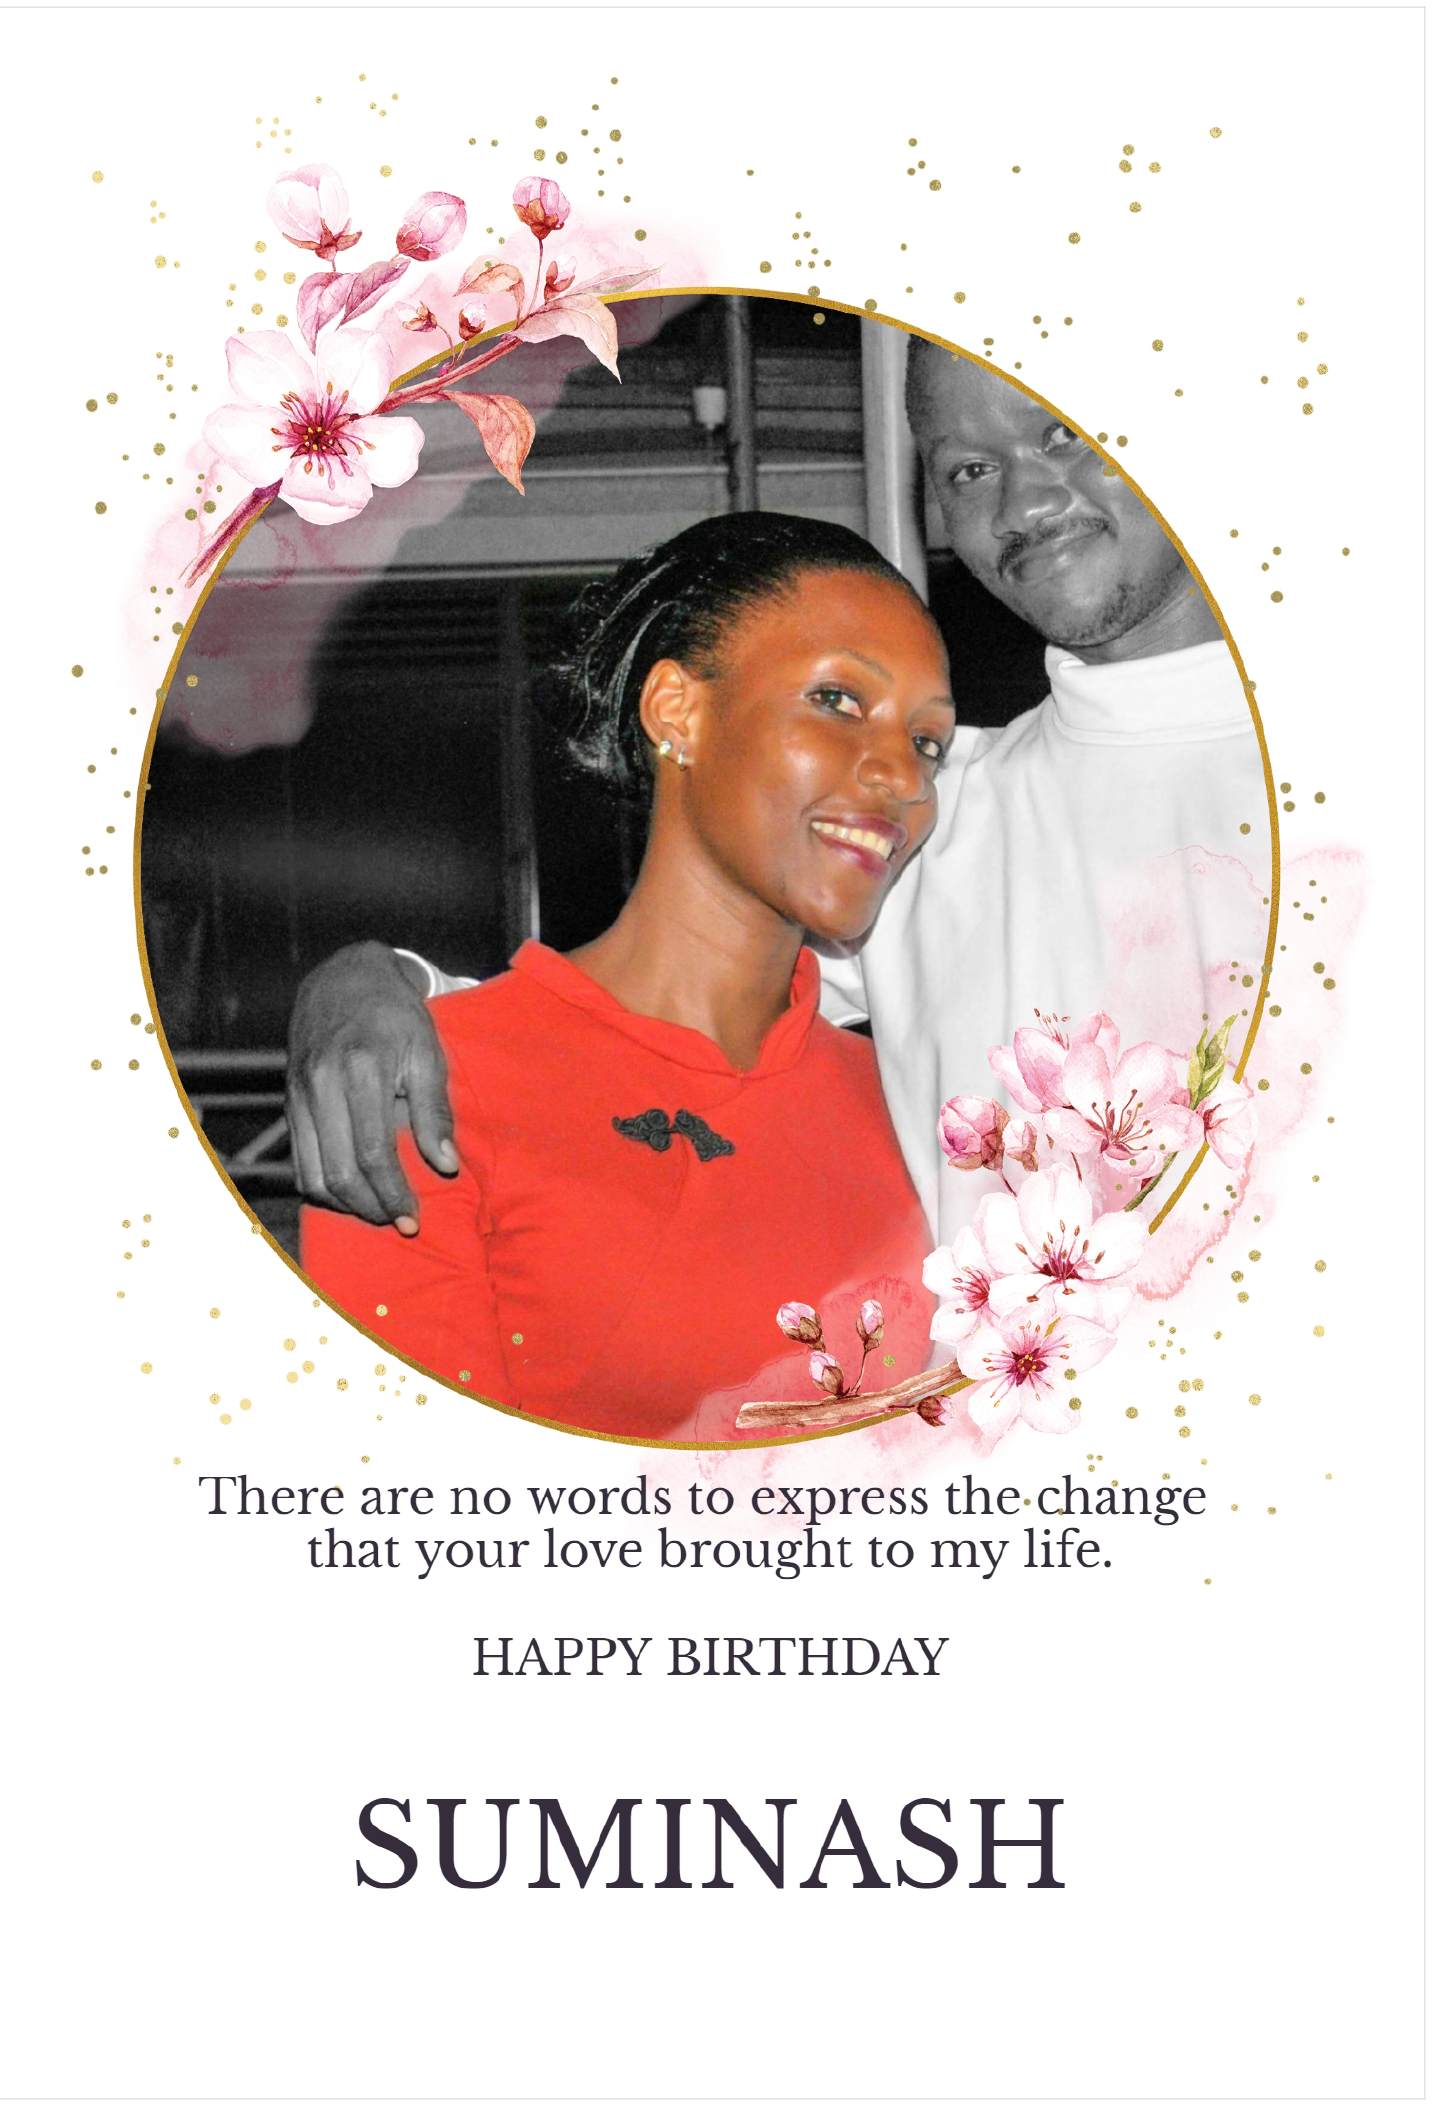 There are no words to express the change
that your love brought to my life.
HAPPY BIRTHDAY
SUMINASH